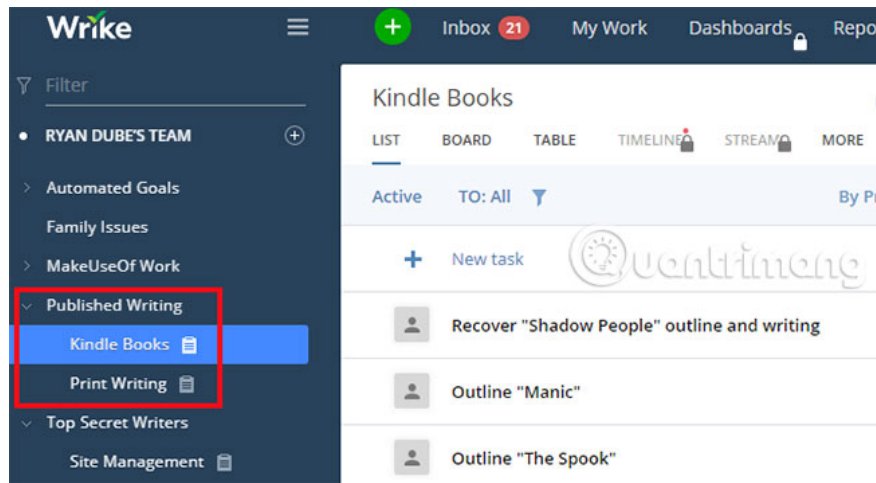 Wrike
Inbox 21 My Work Dashboards Repo
Filter
RYAN DUBE'S TEAM
Automated Goals
Family Issues
MakeUseOf Work
Published Writing
Kindle Books
Print Writing
Top Secret Writers
Site Management
Kindle Books
LIST BOARD TABLE TIMELINE STREAM MORE
Active TO: All By Pr
New task
Quantrimang
Recover "Shadow People" outline and writing
Outline "Manic"
Outline "The Spook"